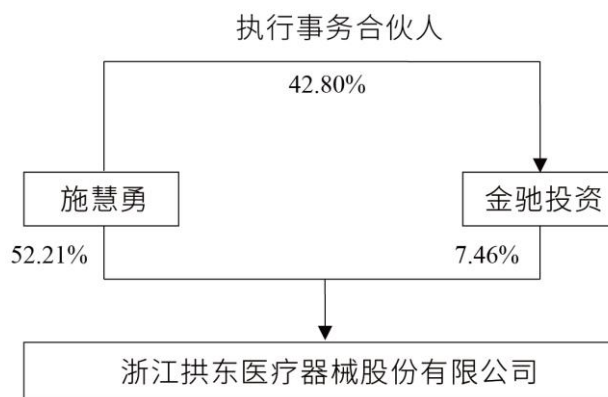 执行事务合伙人
42.80%
施慧勇
金驰投资
52.21%
7.46%
浙江拱东医疗器械股份有限公司